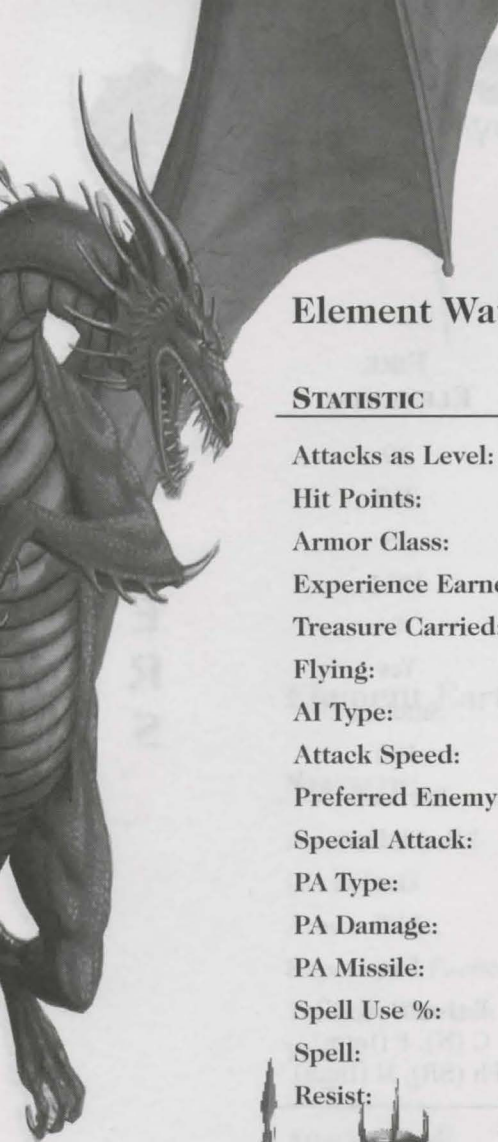 Element Wa
STATISTIC
Attacks as Level:
Hit Points:
Armor Class:
Experience Earne
Treasure Carried:
Flying:
AI Type:
Attack Speed:
Preferred Enemy
Special Attack:
PA Type:
PA Damage:
PA Missile:
Spell Use %:
Spell:
Resist: